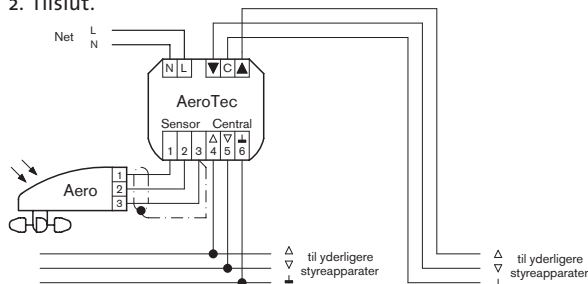 2. Tilslut.
Net
L
N
N L ▼ C ▲
AeroTec
Sensor Central
△ ▽
1 2 3 4 5 6
Aero
1
2
3
△
▽
til yderligere
styreapparater
△
▽
til yderligere
styreapparater